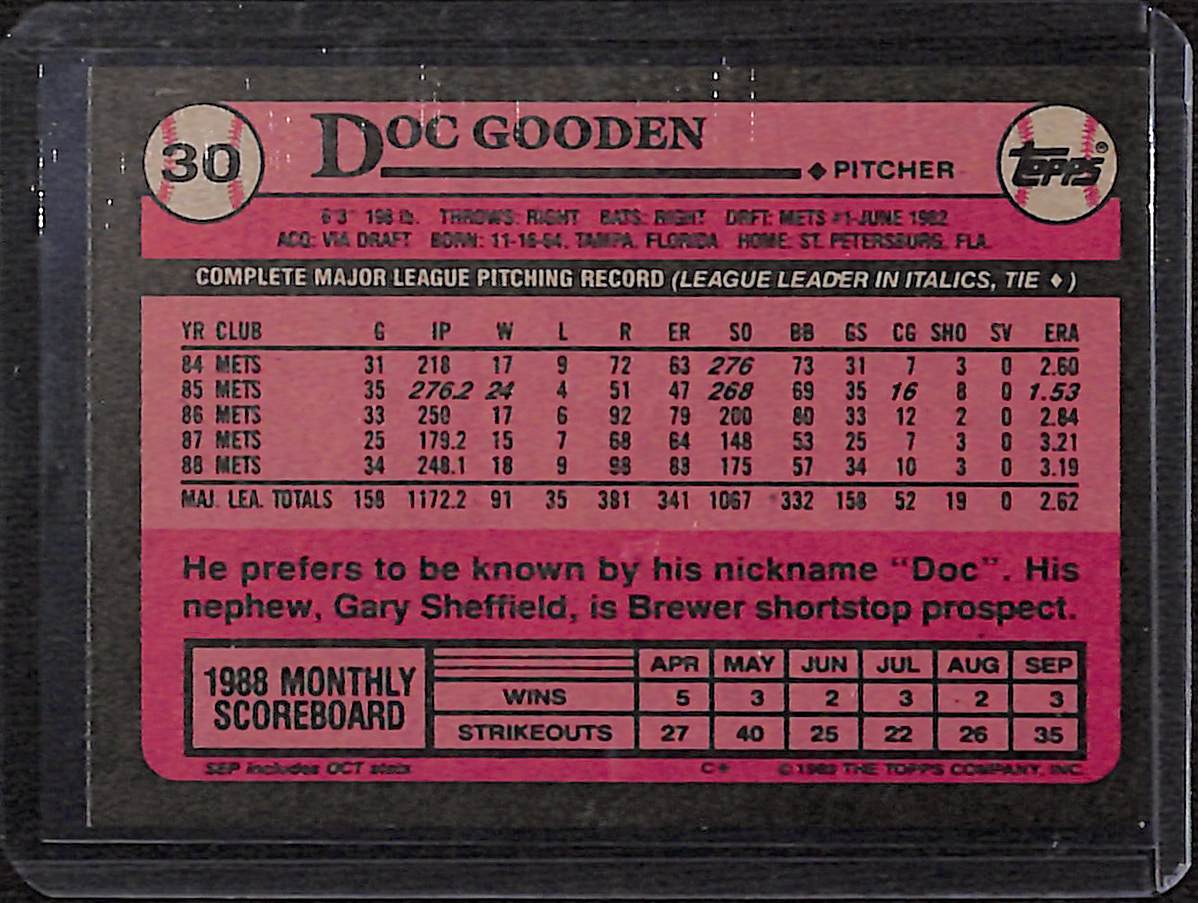 30
DOC GOODEN
◆ PITCHER
TOPPS®
6'3" 198 lb. THROWS: RIGHT BATS: RIGHT DRFT: METS #1-JUNE 1982
ACQ: VIA DRAFT BORN: 11-16-64, TAMPA, FLORIDA HOME: ST. PETERSBURG, FLA.
COMPLETE MAJOR LEAGUE PITCHING RECORD (LEAGUE LEADER IN ITALICS, TIE ♦)
YR CLUB G IP W L R ER SO BB GS CG SHO SV ERA
84 METS 31 218 17 9 72 63 276 73 31 7 3 0 2.60
85 METS 35 276.2 24 4 51 47 268 69 35 16 8 0 1.53
86 METS 33 250 17 6 92 79 200 80 33 12 2 0 2.84
87 METS 25 179.2 15 7 68 64 148 53 25 7 3 0 3.21
88 METS 34 248.1 18 9 98 88 175 57 34 10 3 0 3.19
MAJ. LEA. TOTALS 158 1172.2 91 35 381 341 1067 332 158 52 19 0 2.62
He prefers to be known by his nickname "Doc". His
nephew, Gary Sheffield, is Brewer shortstop prospect.
1988 MONTHLY
SCOREBOARD
APR MAY JUN JUL AUG SEP
WINS 5 3 2 3 2 3
STRIKEOUTS 27 40 25 22 26 35
SEP includes OCT stats C* © 1989 THE TOPPS COMPANY, INC.